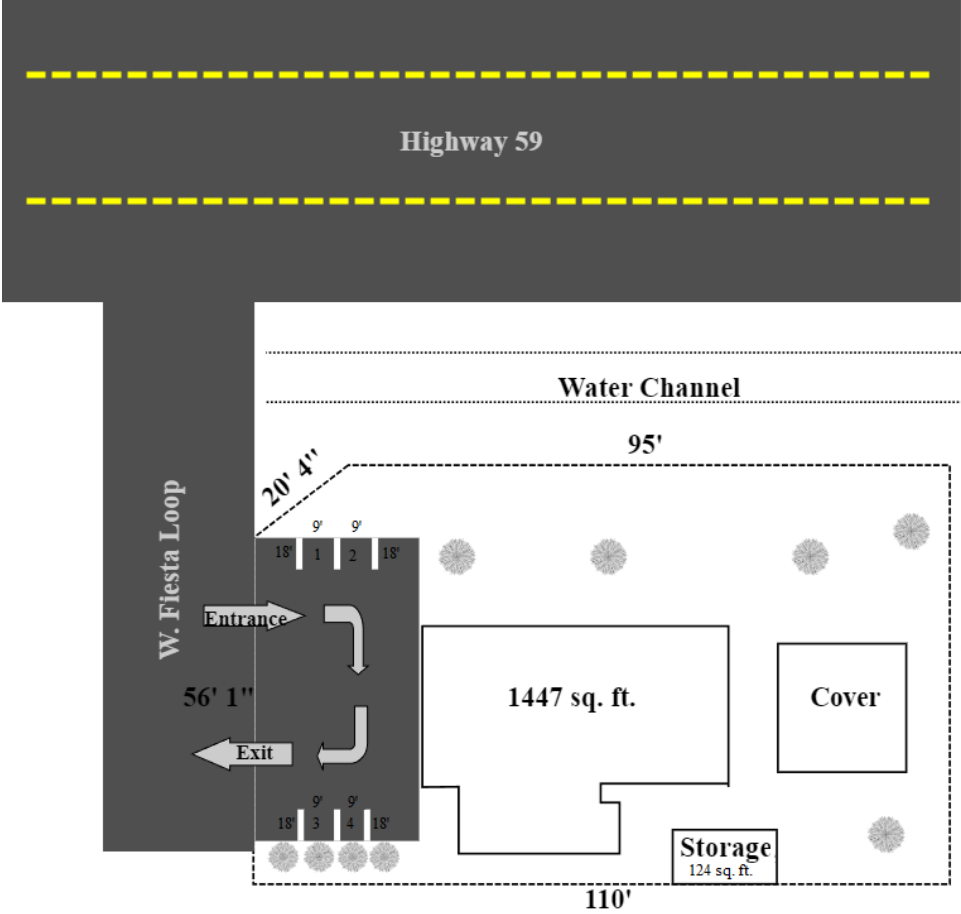 Highway 59
Water Channel
95'
20' 4"
W. Fiesta Loop
9' 9'
18' 1 2 18'
Entrance
56' 1"
1447 sq. ft.
Cover
Exit
9' 9'
18' 3 4 18'
Storage
124 sq. ft.
110'